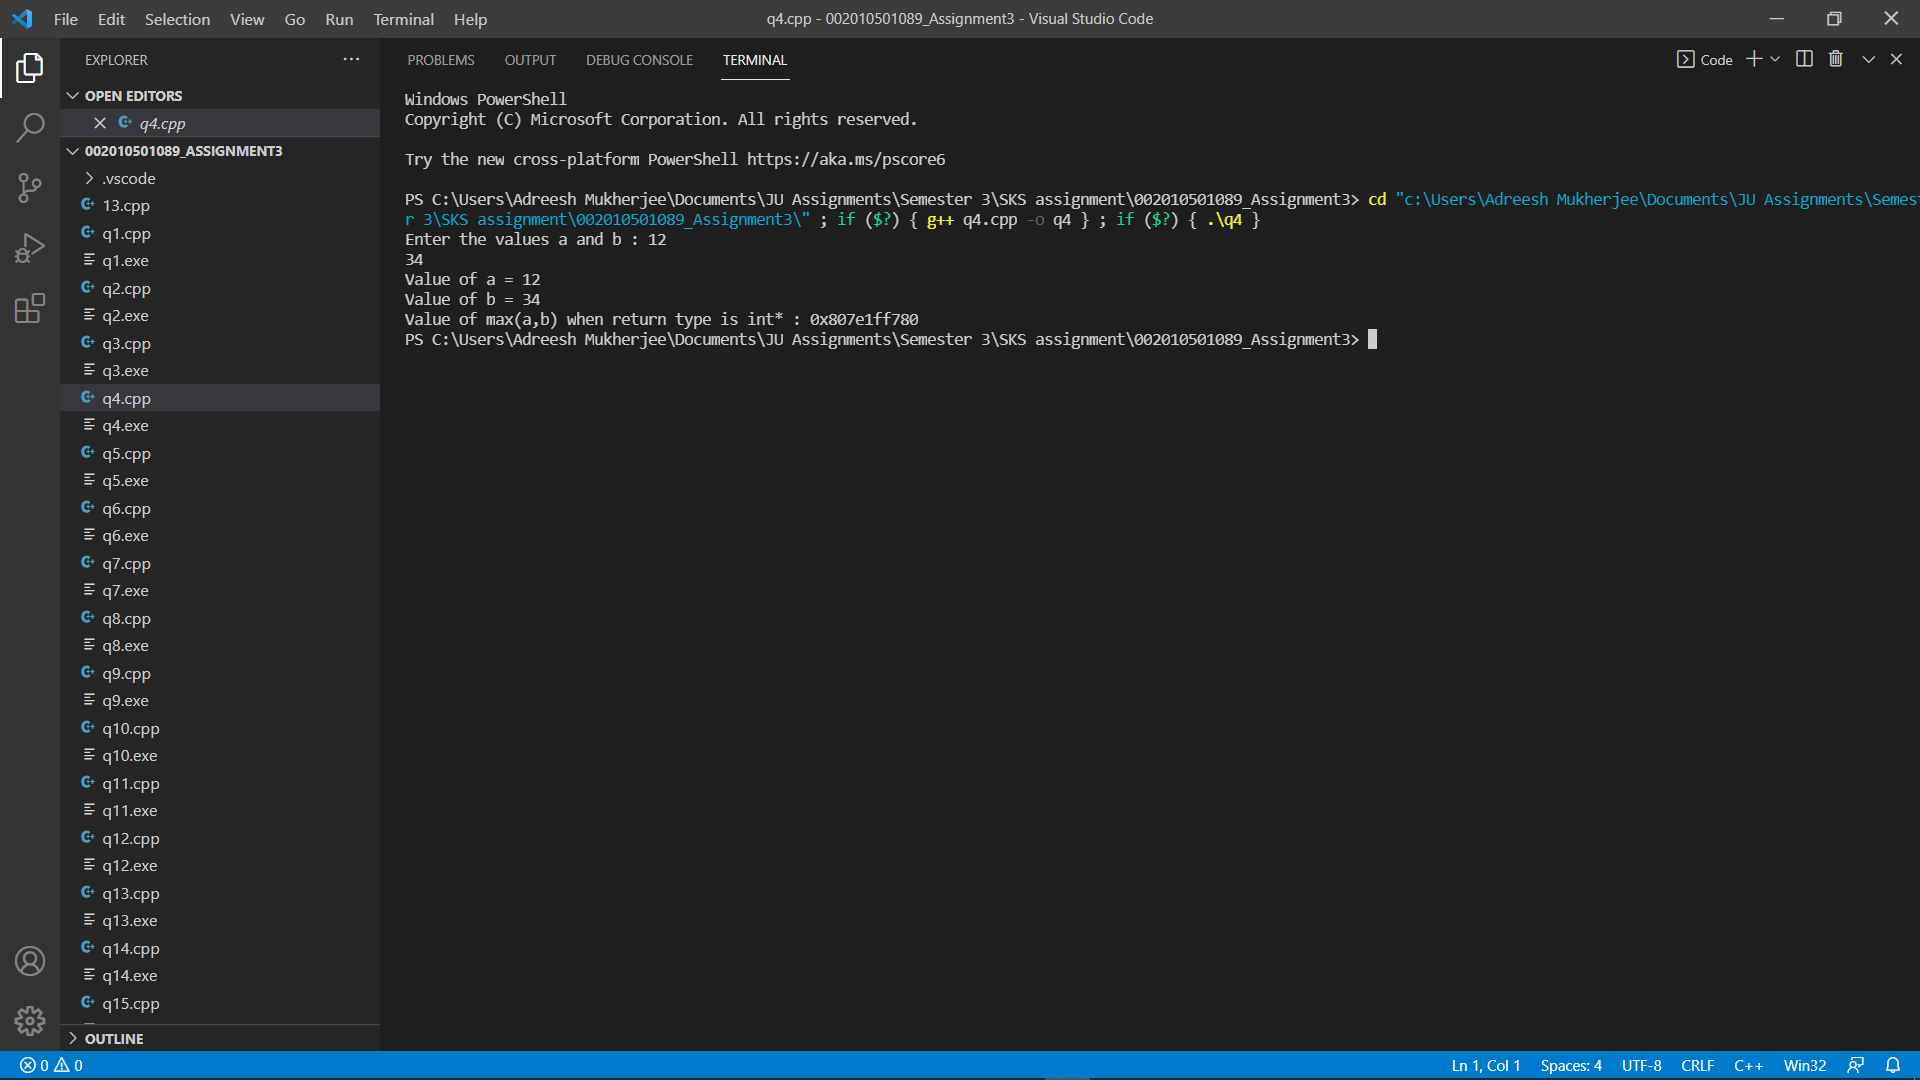 File Edit Selection View Go Run Terminal Help
q4.cpp - 002010501089_Assignment3 - Visual Studio Code
EXPLORER
OPEN EDITORS
q4.cpp
002010501089_ASSIGNMENT3
.vscode
13.cpp
q1.cpp
q1.exe
q2.cpp
q2.exe
q3.cpp
q3.exe
q4.cpp
q4.exe
q5.cpp
q5.exe
q6.cpp
q6.exe
q7.cpp
q7.exe
q8.cpp
q8.exe
q9.cpp
q9.exe
q10.cpp
q10.exe
q11.cpp
q11.exe
q12.cpp
q12.exe
q13.cpp
q13.exe
q14.cpp
q14.exe
q15.cpp
OUTLINE
PROBLEMS OUTPUT DEBUG CONSOLE TERMINAL
Code
Windows PowerShell
Copyright (C) Microsoft Corporation. All rights reserved.
Try the new cross-platform PowerShell https://aka.ms/pscore6
PS C:\Users\Adreesh Mukherjee\Documents\JU Assignments\Semester 3\SKS assignment\002010501089_Assignment3> cd "c:\Users\Adreesh Mukherjee\Documents\JU Assignments\Semest
r 3\SKS assignment\002010501089_Assignment3\" ; if ($?) { g++ q4.cpp -o q4 } ; if ($?) { .\q4 }
Enter the values a and b : 12
34
Value of a = 12
Value of b = 34
Value of max(a,b) when return type is int* : 0x807e1ff780
PS C:\Users\Adreesh Mukherjee\Documents\JU Assignments\Semester 3\SKS assignment\002010501089_Assignment3>
0 0
Ln 1, Col 1 Spaces: 4 UTF-8 CRLF C++ Win32